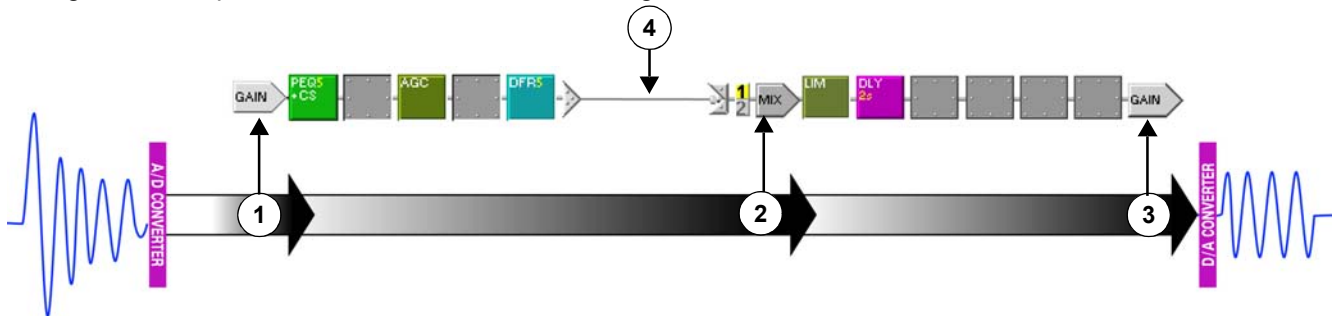 4
GAIN
PEQ5
+CS
AGC
DFR5
1
2
MIX
LIM
DLY
2s
GAIN
A/D CONVERTER
1
2
3
D/A CONVERTER